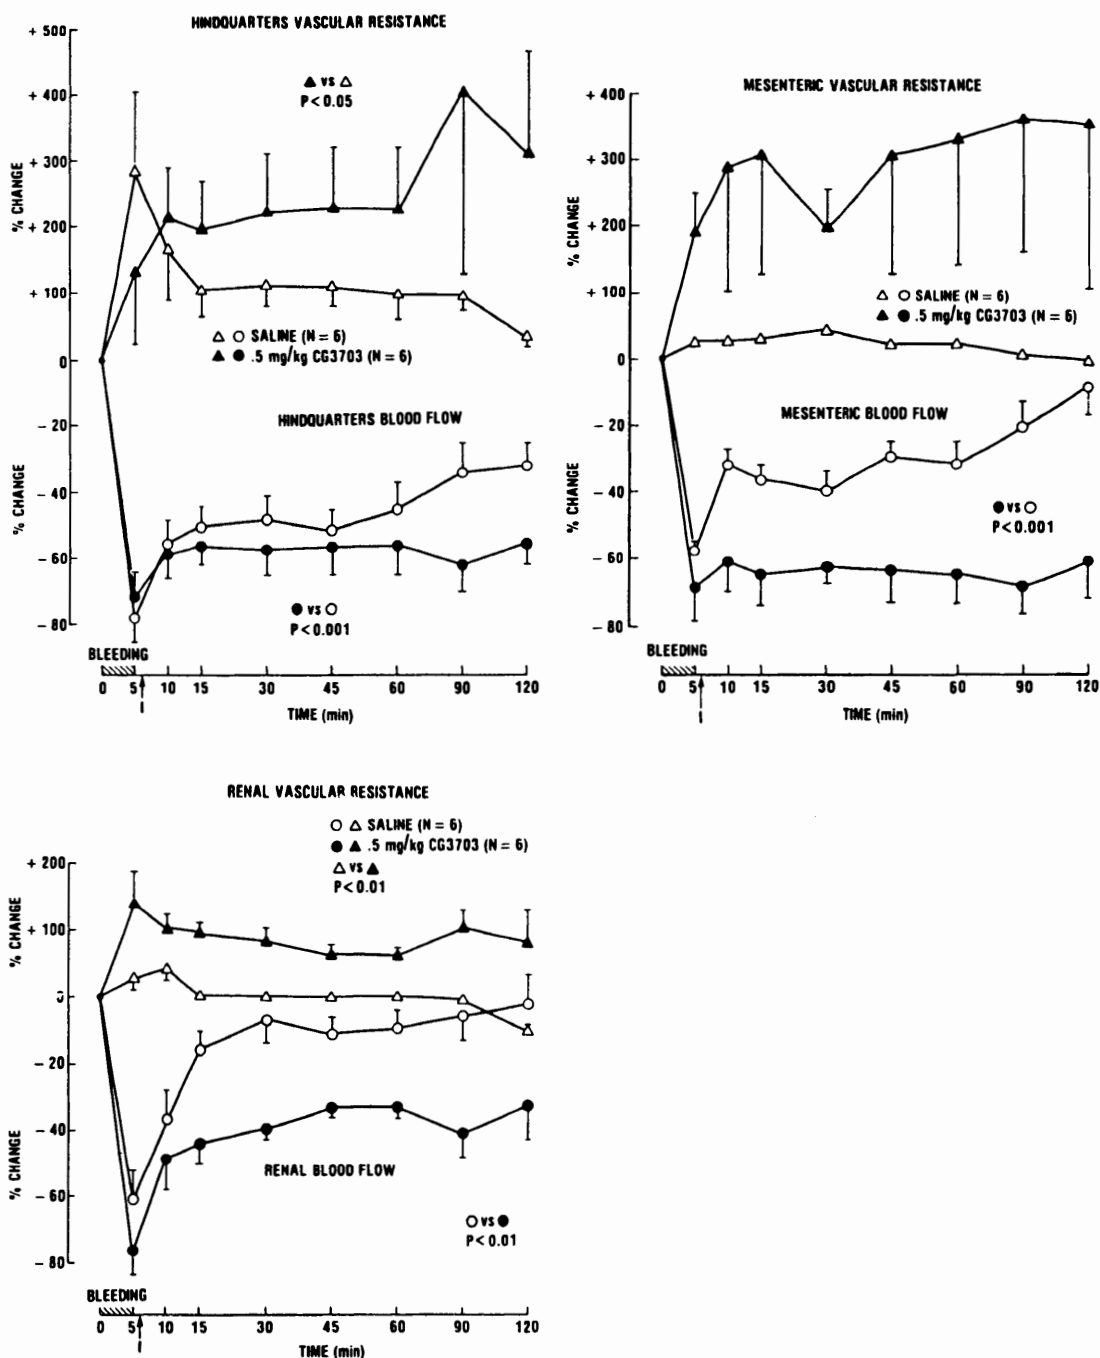 HINDQUARTERS VASCULAR RESISTANCE
+ 500
+ 400
+ 300
+ 200
+ 100
0
- 20
- 40
- 60
- 80
% CHANGE
% CHANGE
▲ vs △
P < 0.05
△ ○ SALINE (N = 6)
▲ ● .5 mg/kg CG3703 (N = 6)
HINDQUARTERS BLOOD FLOW
● vs ○
P < 0.001
BLEEDING
0 5 10 15 30 45 60 90 120
I
TIME (min)
MESENTERIC VASCULAR RESISTANCE
+ 400
+ 300
+ 200
+ 100
0
- 20
- 40
- 60
- 80
% CHANGE
% CHANGE
△ ○ SALINE (N = 6)
▲ ● .5 mg/kg CG3703 (N = 6)
MESENTERIC BLOOD FLOW
● vs ○
P < 0.001
BLEEDING
0 5 10 15 30 45 60 90 120
I
TIME (min)
RENAL VASCULAR RESISTANCE
○ △ SALINE (N = 6)
● ▲ .5 mg/kg CG3703 (N = 6)
△ vs ▲
P < 0.01
+ 200
+ 100
0
- 20
- 40
- 60
- 80
% CHANGE
% CHANGE
RENAL BLOOD FLOW
○ vs ●
P < 0.01
BLEEDING
0 5 10 15 30 45 60 90 120
I
TIME (min)